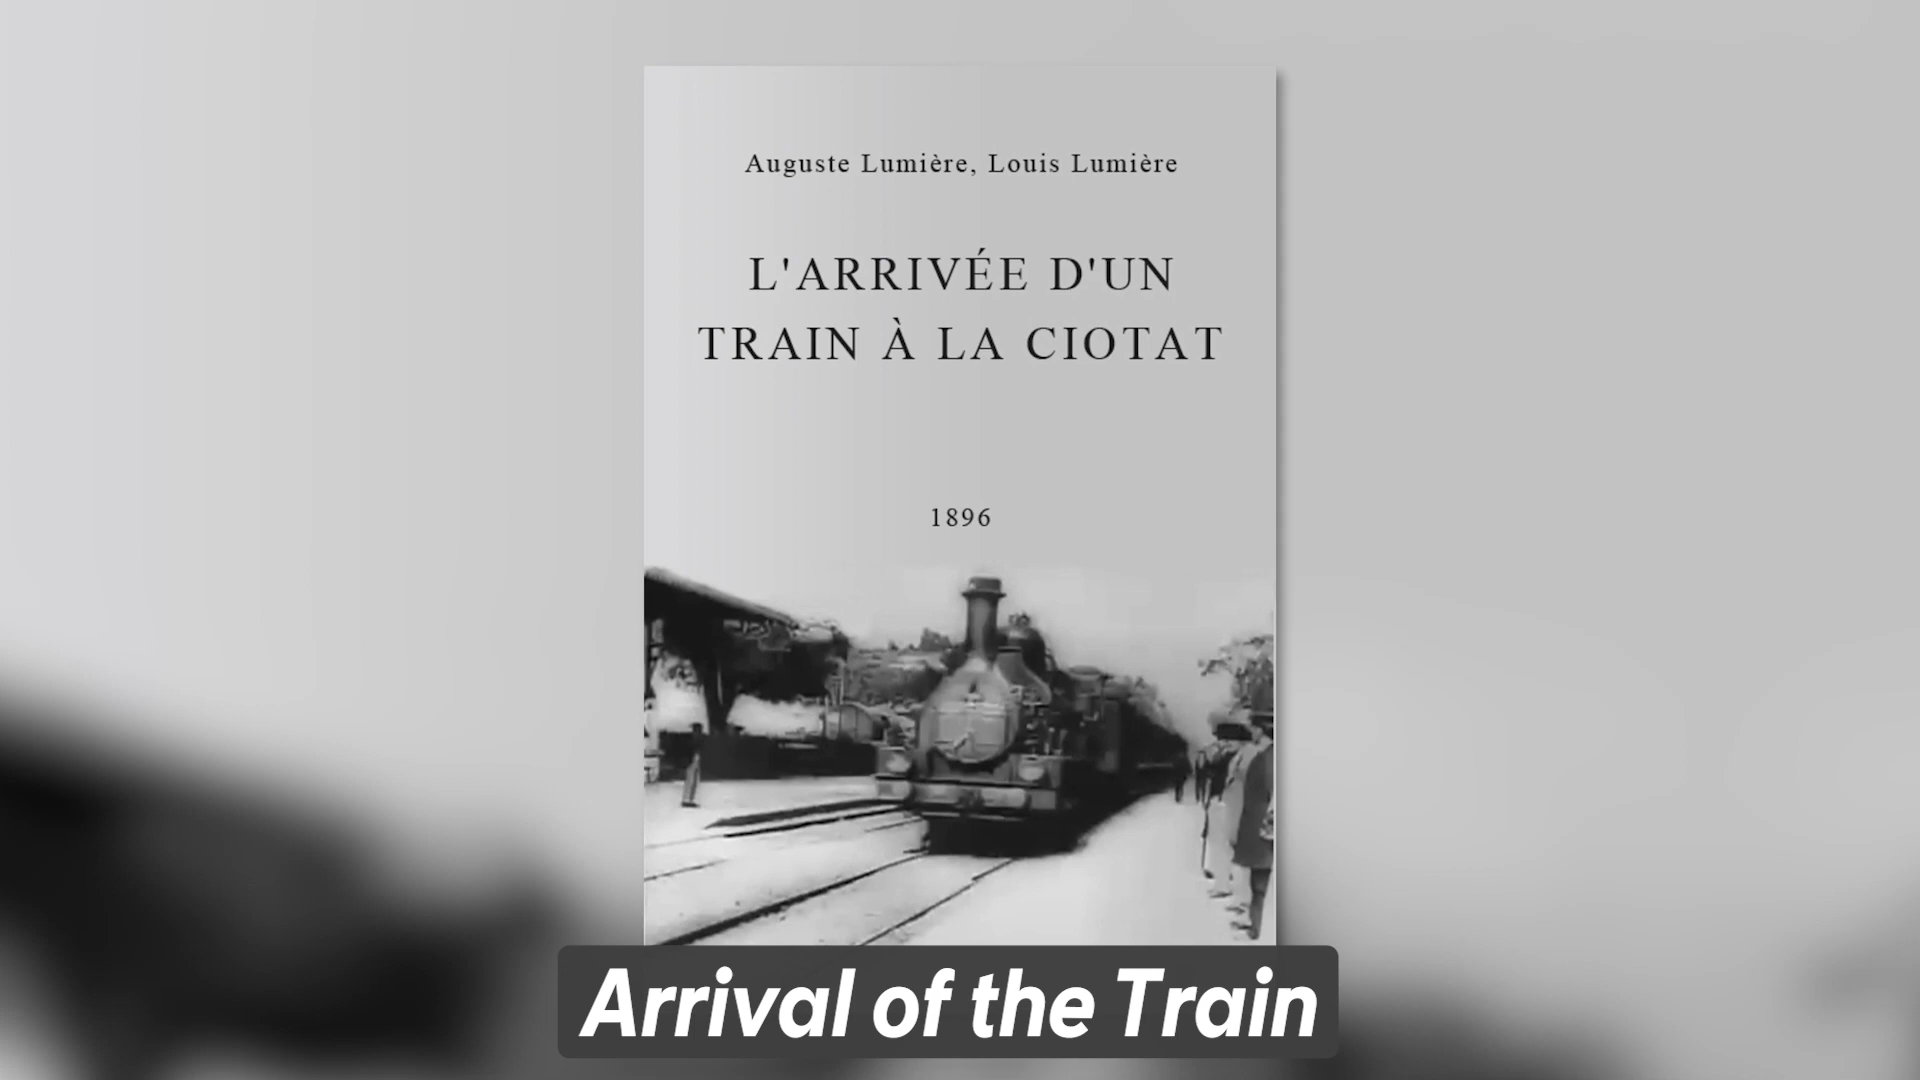 Auguste Lumière, Louis Lumière
L'ARRIVÉE D'UN
TRAIN À LA CIOTAT
1896
Arrival of the Train